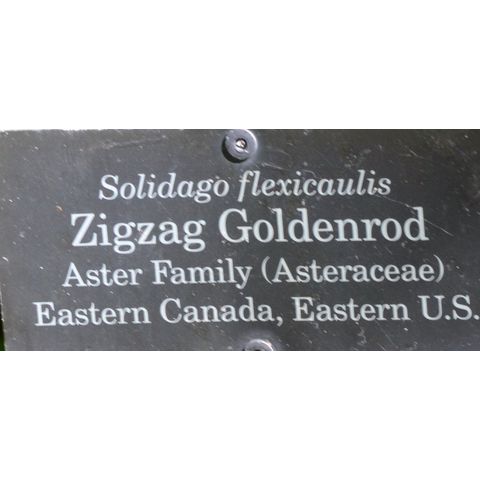 Solidago flexicaulis
Zigzag Goldenrod
Aster Family (Asteraceae)
Eastern Canada, Eastern U.S.